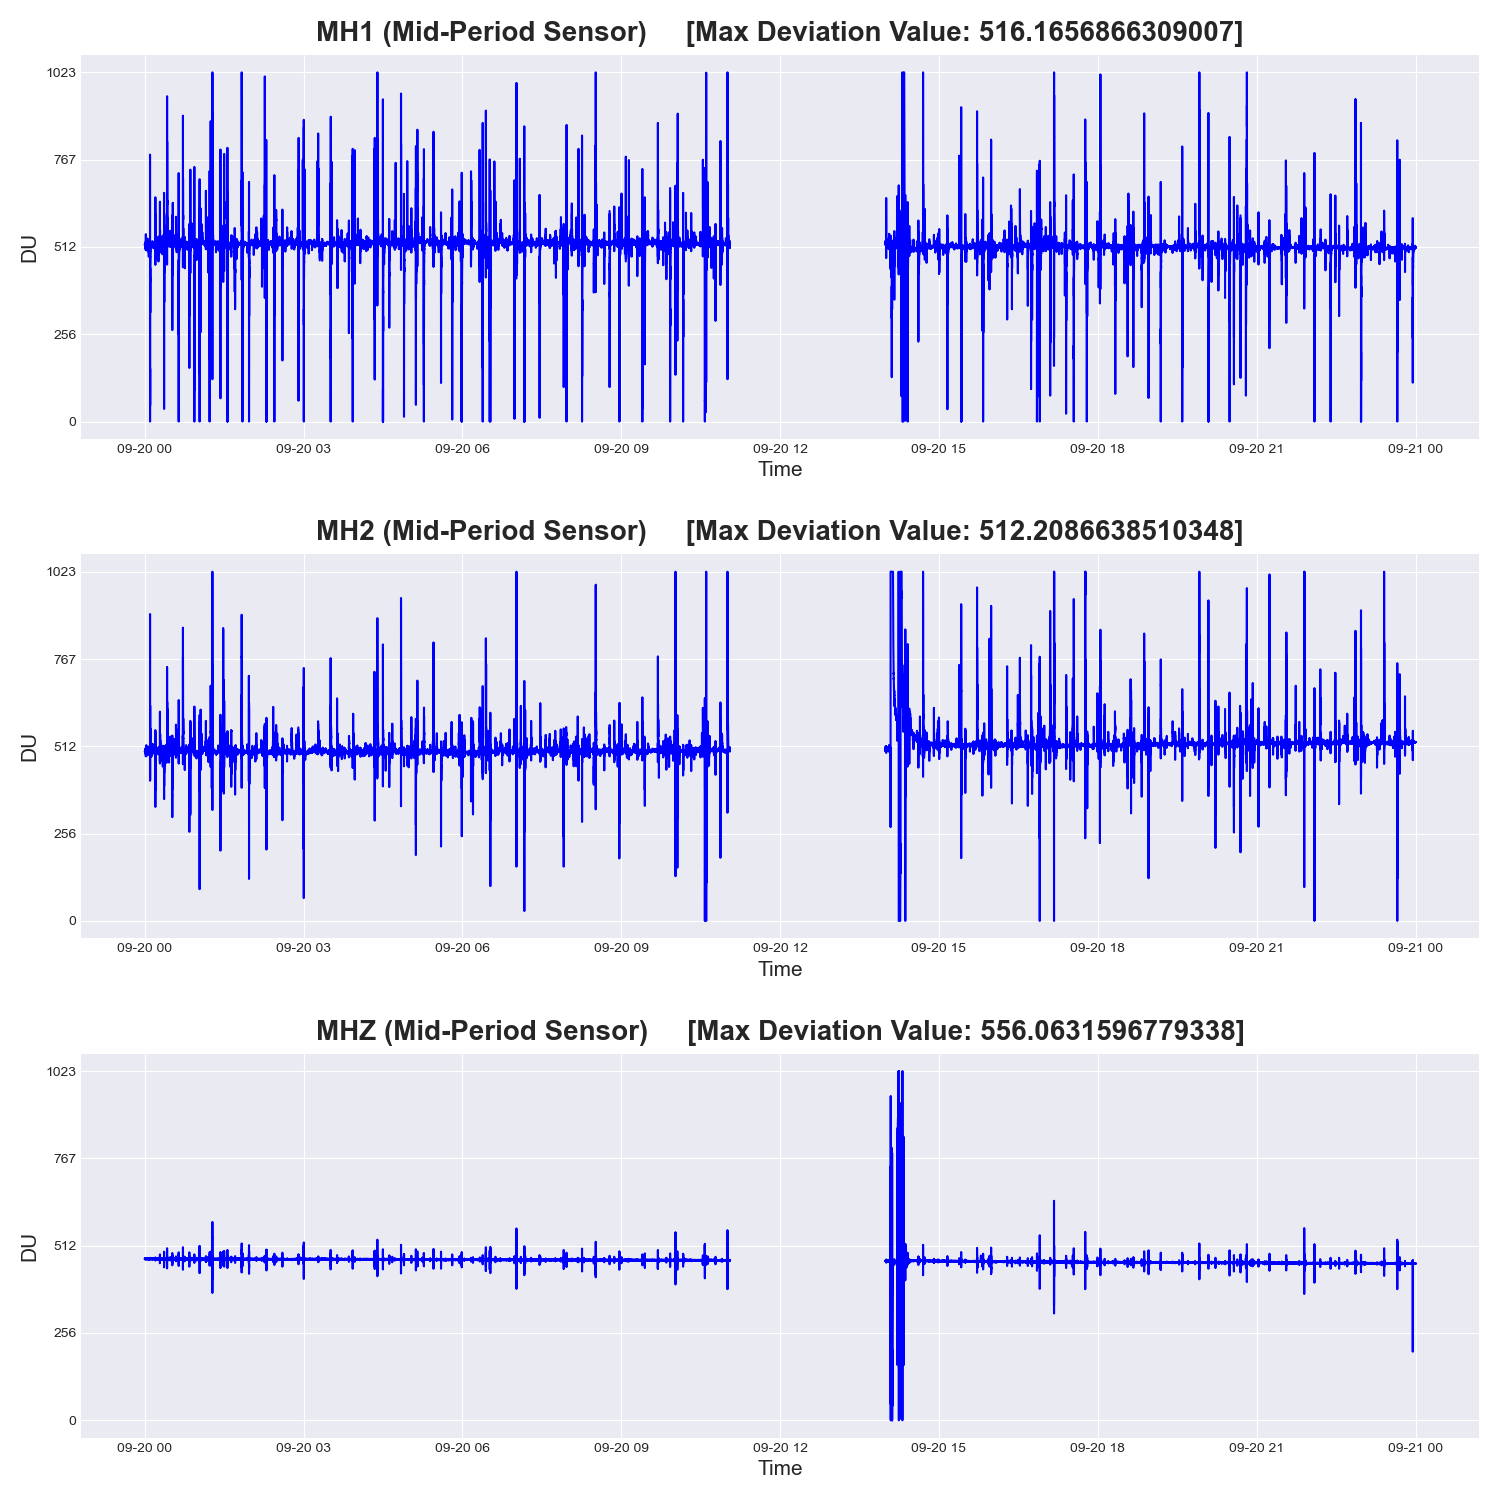 MH1 (Mid-Period Sensor) [Max Deviation Value: 516.1656866309007]
1023
767
512
256
0
DU
09-20 00 09-20 03 09-20 06 09-20 09 09-20 12 09-20 15 09-20 18 09-20 21 09-21 00
Time
MH2 (Mid-Period Sensor) [Max Deviation Value: 512.2086638510348]
1023
767
512
256
0
DU
09-20 00 09-20 03 09-20 06 09-20 09 09-20 12 09-20 15 09-20 18 09-20 21 09-21 00
Time
MHZ (Mid-Period Sensor) [Max Deviation Value: 556.0631596779338]
1023
767
512
256
0
DU
09-20 00 09-20 03 09-20 06 09-20 09 09-20 12 09-20 15 09-20 18 09-20 21 09-21 00
Time